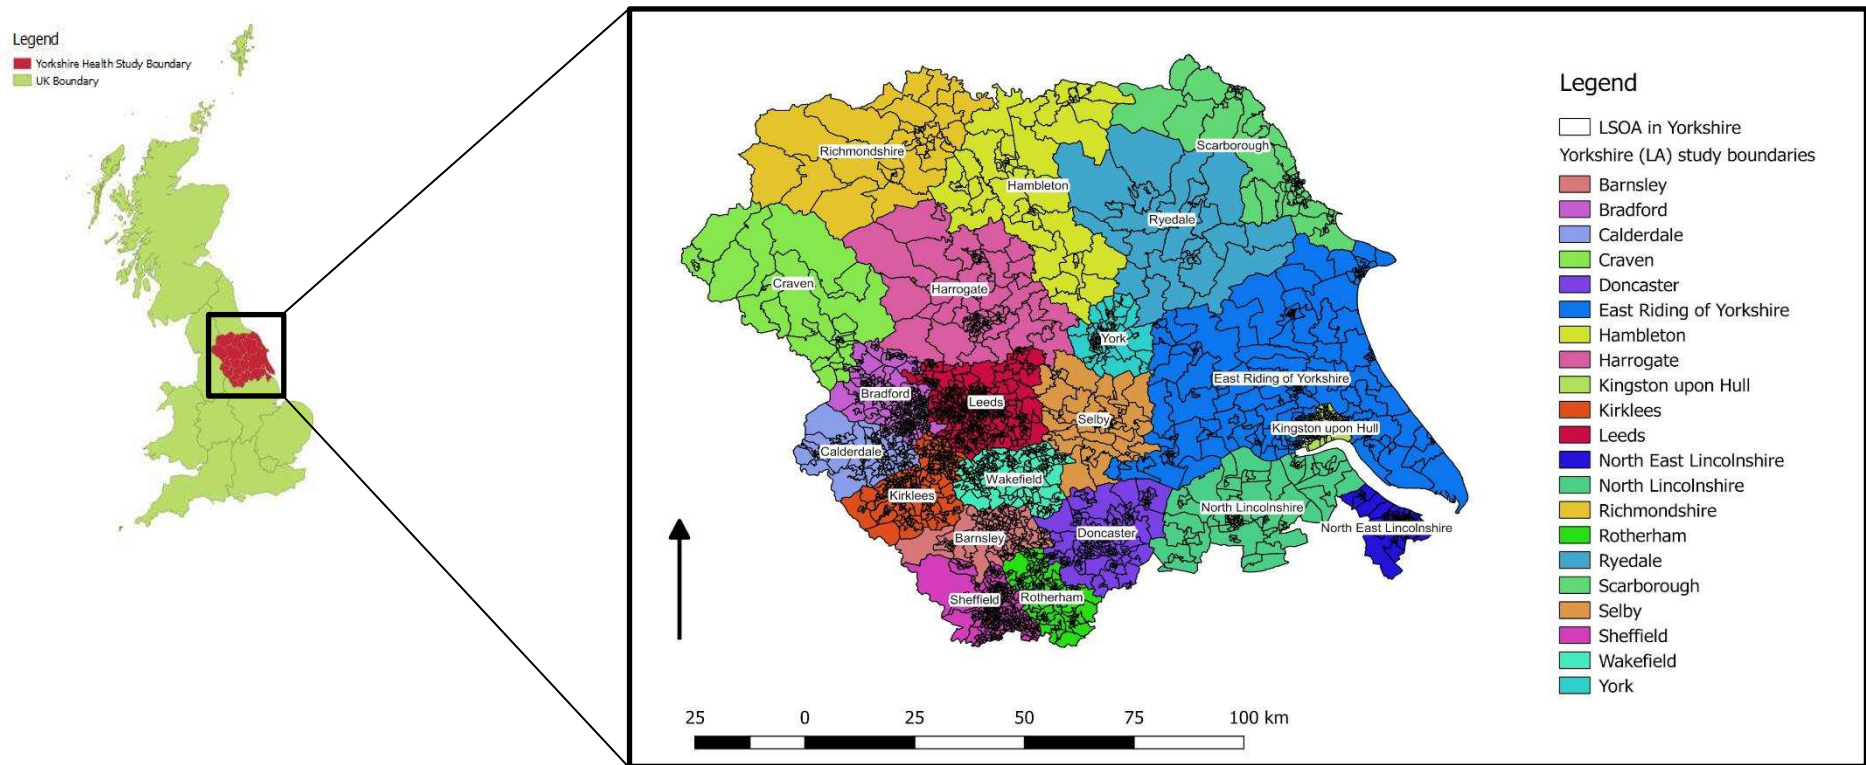 Legend
Yorkshire Health Study Boundary
UK Boundary
Richmondshire
Scarborough
Hambleton
Ryedale
Craven
Harrogate
York
East Riding of Yorkshire
Bradford
Leeds
Selby
Kingston upon Hull
Calderdale
Wakefield
Kirklees
North Lincolnshire
North East Lincolnshire
Barnsley
Doncaster
Sheffield
Rotherham
25 0 25 50 75 100 km
Legend
LSOA in Yorkshire
Yorkshire (LA) study boundaries
Barnsley
Bradford
Calderdale
Craven
Doncaster
East Riding of Yorkshire
Hambleton
Harrogate
Kingston upon Hull
Kirklees
Leeds
North East Lincolnshire
North Lincolnshire
Richmondshire
Rotherham
Ryedale
Scarborough
Selby
Sheffield
Wakefield
York